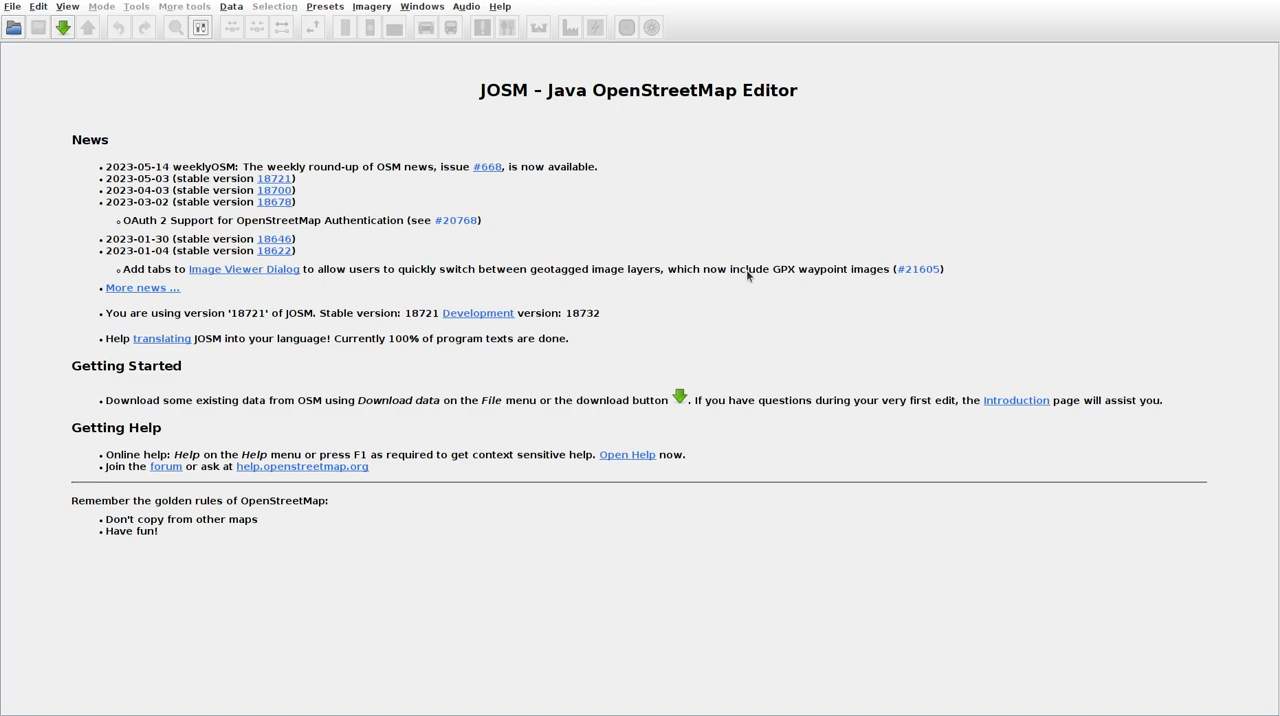 File Edit View Mode Tools More tools Data Selection Presets Imagery Windows Audio Help
JOSM – Java OpenStreetMap Editor
News
2023-05-14 weeklyOSM: The weekly round-up of OSM news, issue #668, is now available.
2023-05-03 (stable version 18721)
2023-04-03 (stable version 18700)
2023-03-02 (stable version 18678)
OAuth 2 Support for OpenStreetMap Authentication (see #20768)
2023-01-30 (stable version 18646)
2023-01-04 (stable version 18622)
Add tabs to Image Viewer Dialog to allow users to quickly switch between geotagged image layers, which now include GPX waypoint images (#21605)
More news ...
You are using version '18721' of JOSM. Stable version: 18721 Development version: 18732
Help translating JOSM into your language! Currently 100% of program texts are done.
Getting Started
Download some existing data from OSM using Download data on the File menu or the download button . If you have questions during your very first edit, the Introduction page will assist you.
Getting Help
Online help: Help on the Help menu or press F1 as required to get context sensitive help. Open Help now.
Join the forum or ask at help.openstreetmap.org
Remember the golden rules of OpenStreetMap:
Don't copy from other maps
Have fun!